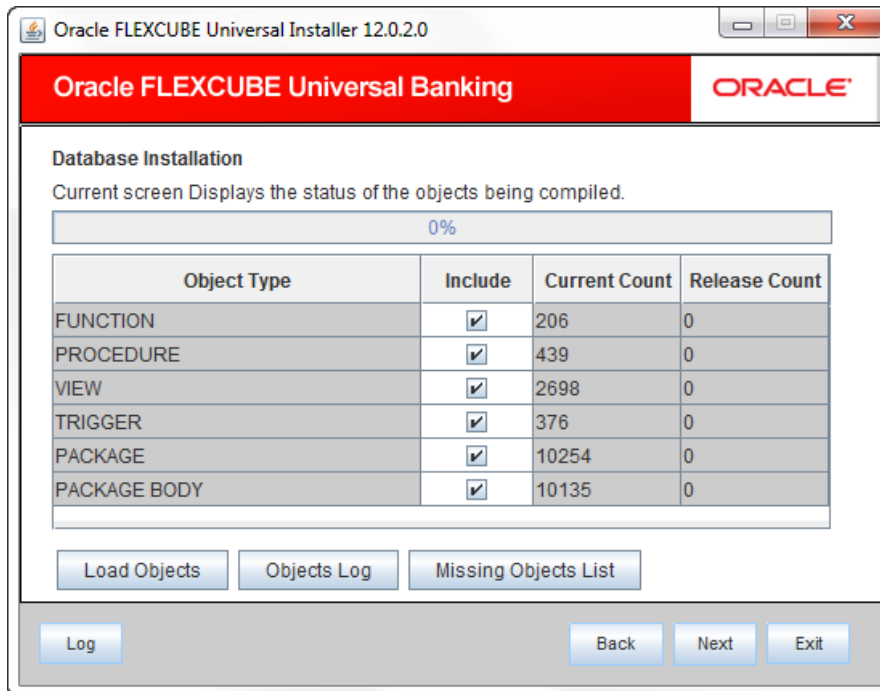 Oracle FLEXCUBE Universal Installer 12.0.2.0
Oracle FLEXCUBE Universal Banking
ORACLE
Database Installation
Current screen Displays the status of the objects being compiled.
0%
Object Type Include Current Count Release Count
FUNCTION 206 0
PROCEDURE 439 0
VIEW 2698 0
TRIGGER 376 0
PACKAGE 10254 0
PACKAGE BODY 10135 0
Load Objects Objects Log Missing Objects List
Log Back Next Exit